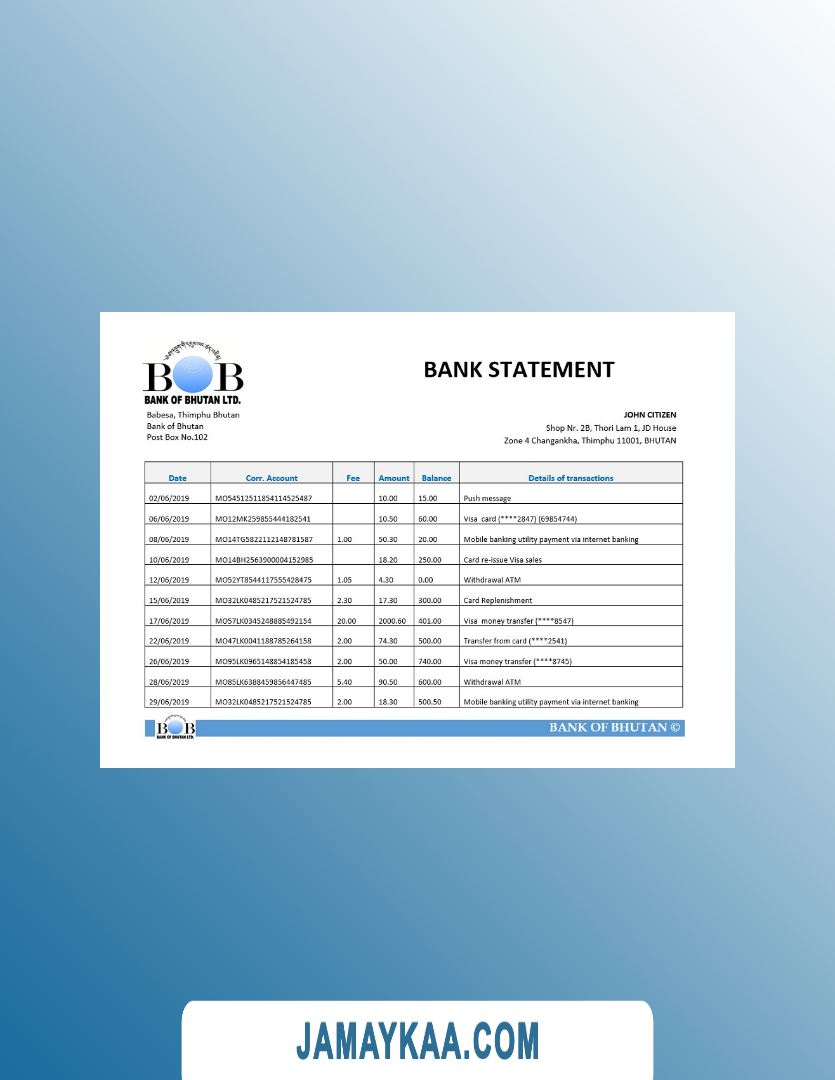 BOB
BANK OF BHUTAN LTD.
BANK STATEMENT
Babesa, Thimphu Bhutan
Bank of Bhutan
Post Box No.102
JOHN CITIZEN
Shop Nr. 2B, Thori Lam 1, JD House
Zone 4 Changankha, Thimphu 11001, BHUTAN
Date Corr. Account Fee Amount Balance Details of transactions
02/06/2019 MO54512511854114525487 10.00 15.00 Push message
06/06/2019 MO12MK259855444182541 10.50 60.00 Visa card (****2847) (69854744)
08/06/2019 MO14TG5822112148781587 1.00 50.30 20.00 Mobile banking utility payment via internet banking
10/06/2019 MO14BH2563900004152985 18.20 250.00 Card re-issue Visa sales
12/06/2019 MO52YT8544117555428475 1.05 4.30 0.00 Withdrawal ATM
15/06/2019 MO32LK0485217521524785 2.30 17.30 300.00 Card Replenishment
17/06/2019 MO57LK0345248885492154 20.00 2000.60 401.00 Visa money transfer (****8547)
22/06/2019 MO47LK0041188785264158 2.00 74.30 500.00 Transfer from card (****2541)
26/06/2019 MO95LK0965148854185458 2.00 50.00 740.00 Visa money transfer (****8745)
28/06/2019 MO85LK6388459856447485 5.40 90.50 600.00 Withdrawal ATM
29/06/2019 MO32LK0485217521524785 2.00 18.30 500.50 Mobile banking utility payment via internet banking
BOB
BANK OF BHUTAN LTD.
BANK OF BHUTAN ©
JAMAYKAA.COM